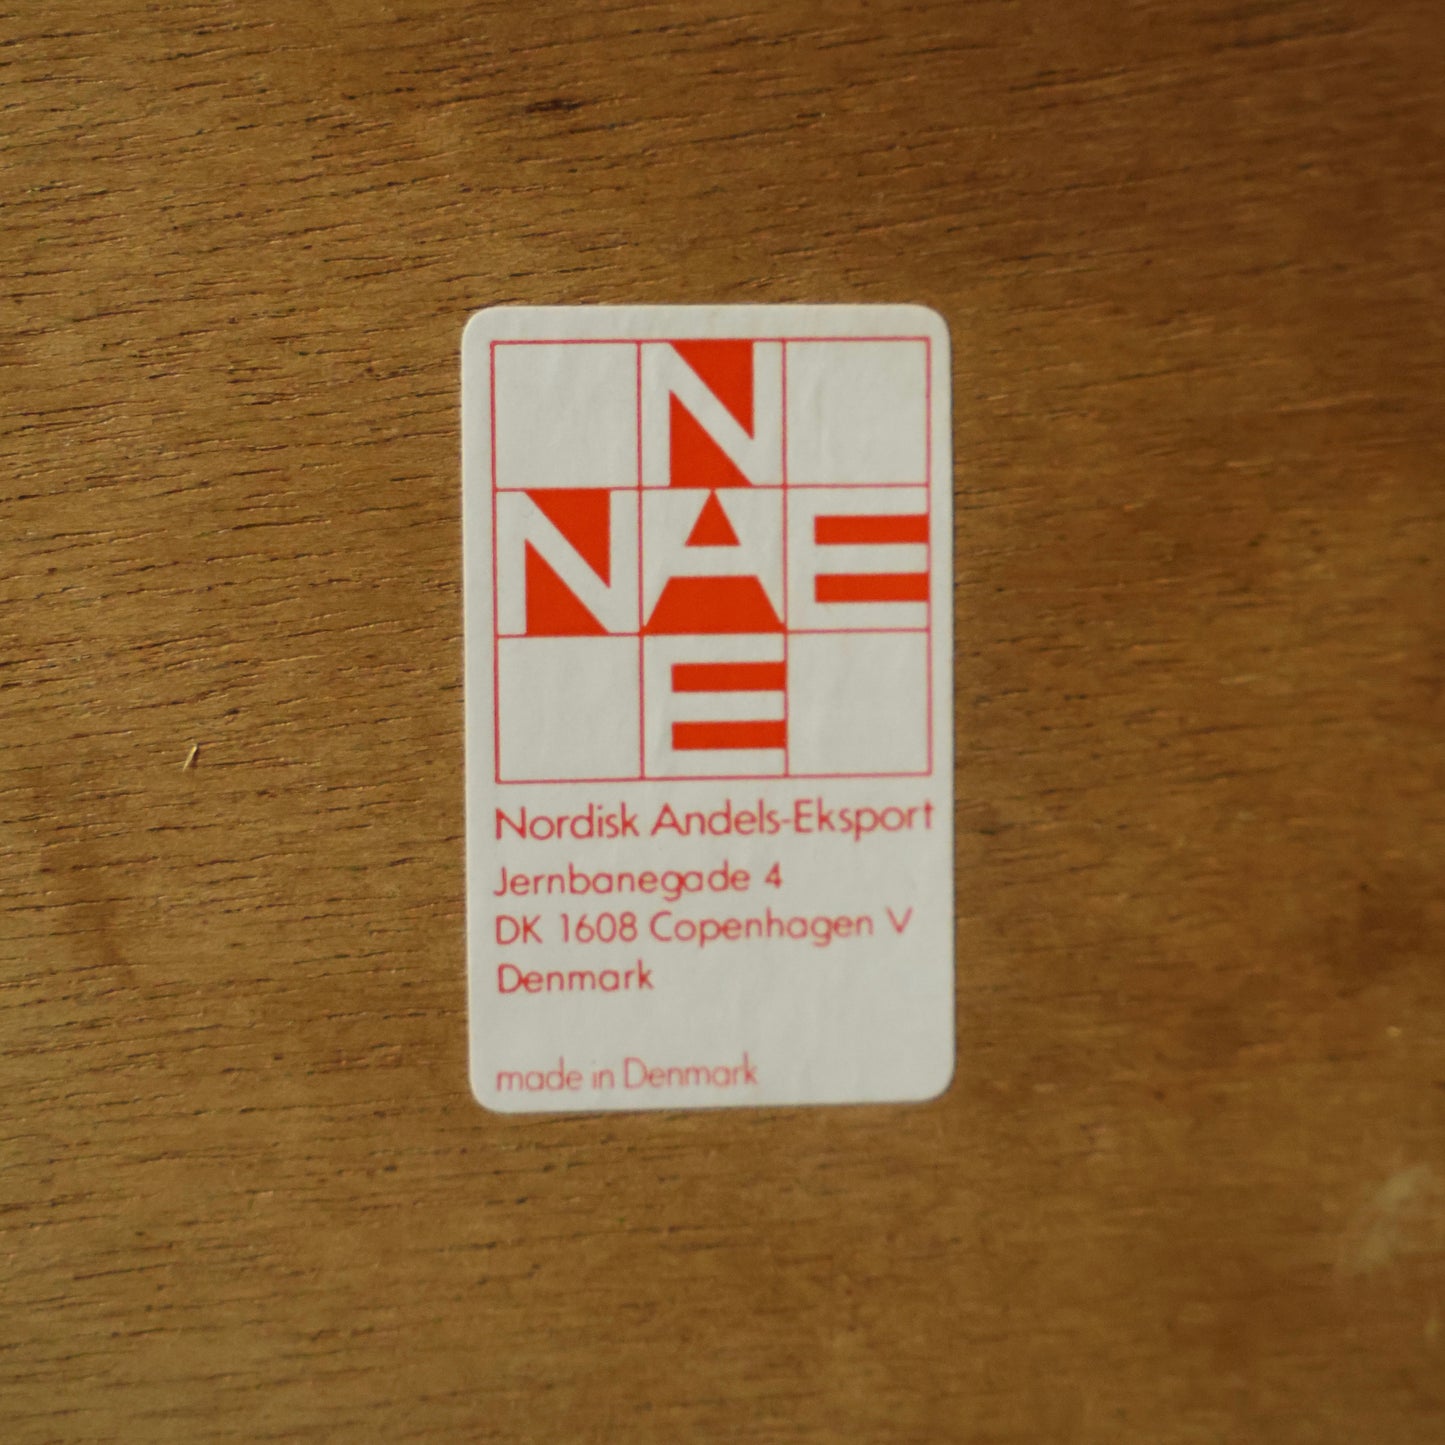 N
NAE
E
Nordisk Andels-Eksport
Jernbanegade 4
DK 1608 Copenhagen V
Denmark
made in Denmark